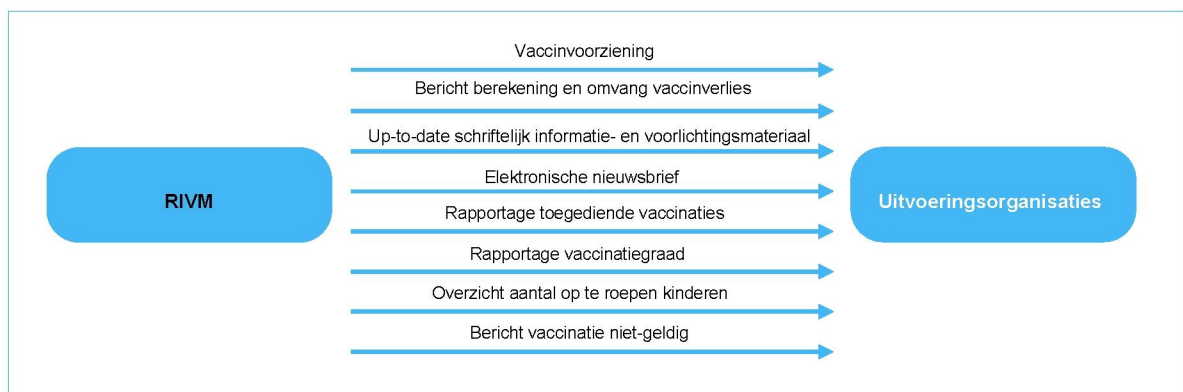 Vaccinvoorziening
Bericht berekening en omvang vaccinverlies
Up-to-date schriftelijk informatie- en voorlichtingsmateriaal
Elektronische nieuwsbrief
RIVM
Uitvoeringsorganisaties
Rapportage toegediende vaccinaties
Rapportage vaccinatiegraad
Overzicht aantal op te roepen kinderen
Bericht vaccinatie niet-geldig